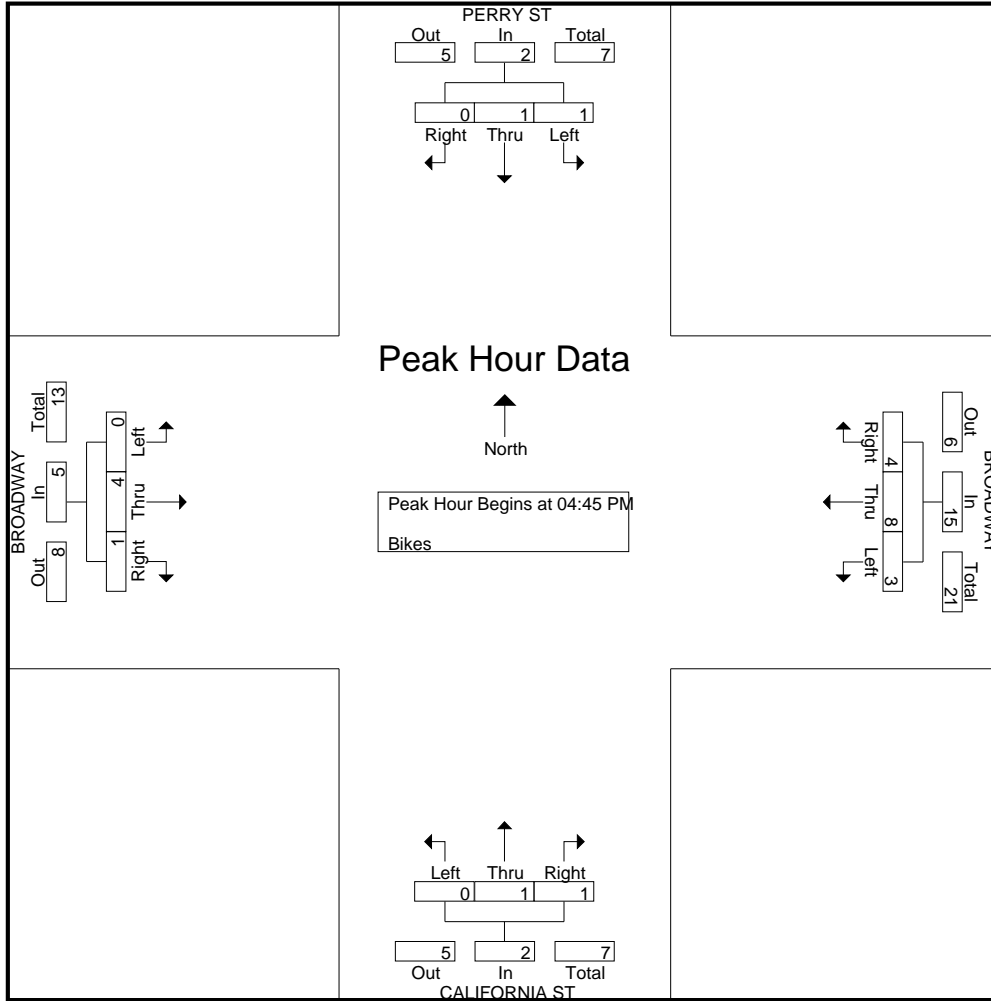 PERRY ST
Out In Total
5 2 7
0 1 1
Right Thru Left
Peak Hour Data
North
Peak Hour Begins at 04:45 PM
Bikes
BROADWAY
Total In Out
13 5 8
0 4 1
Left Thru Right
Right Thru Left
4 8 3
6 15 21
Out In Total
BROADWAY
Left Thru Right
0 1 1
5 2 7
Out In Total
CALIFORNIA ST